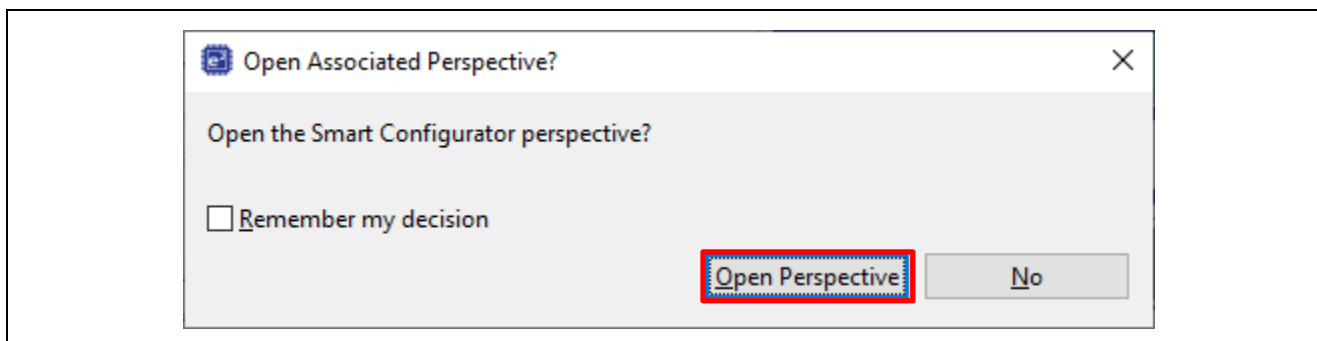 Open Associated Perspective?
Open the Smart Configurator perspective?
Remember my decision
Open Perspective No